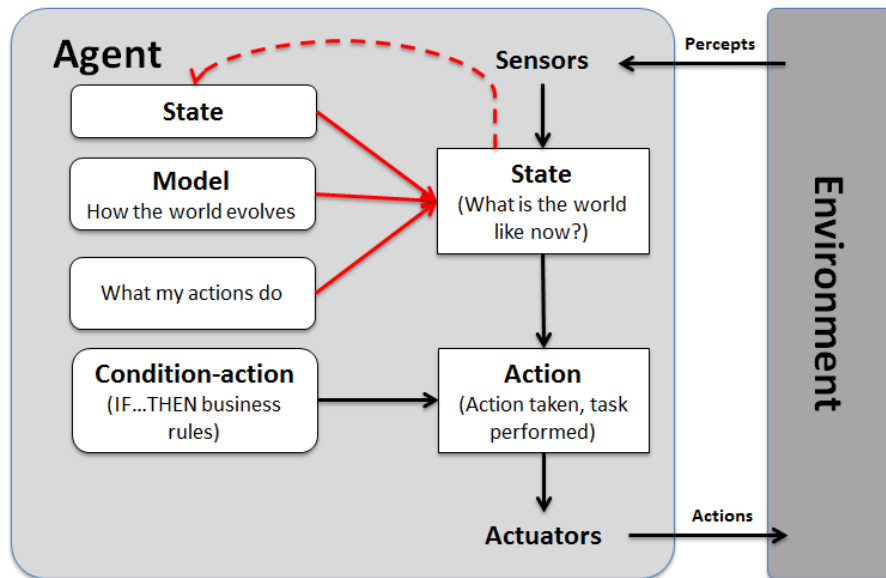 Agent
Sensors
Percepts
State
Model
How the world evolves
State
(What is the world
like now?)
What my actions do
Condition-action
(IF...THEN business
rules)
Action
(Action taken, task
performed)
Actuators
Actions
Environment